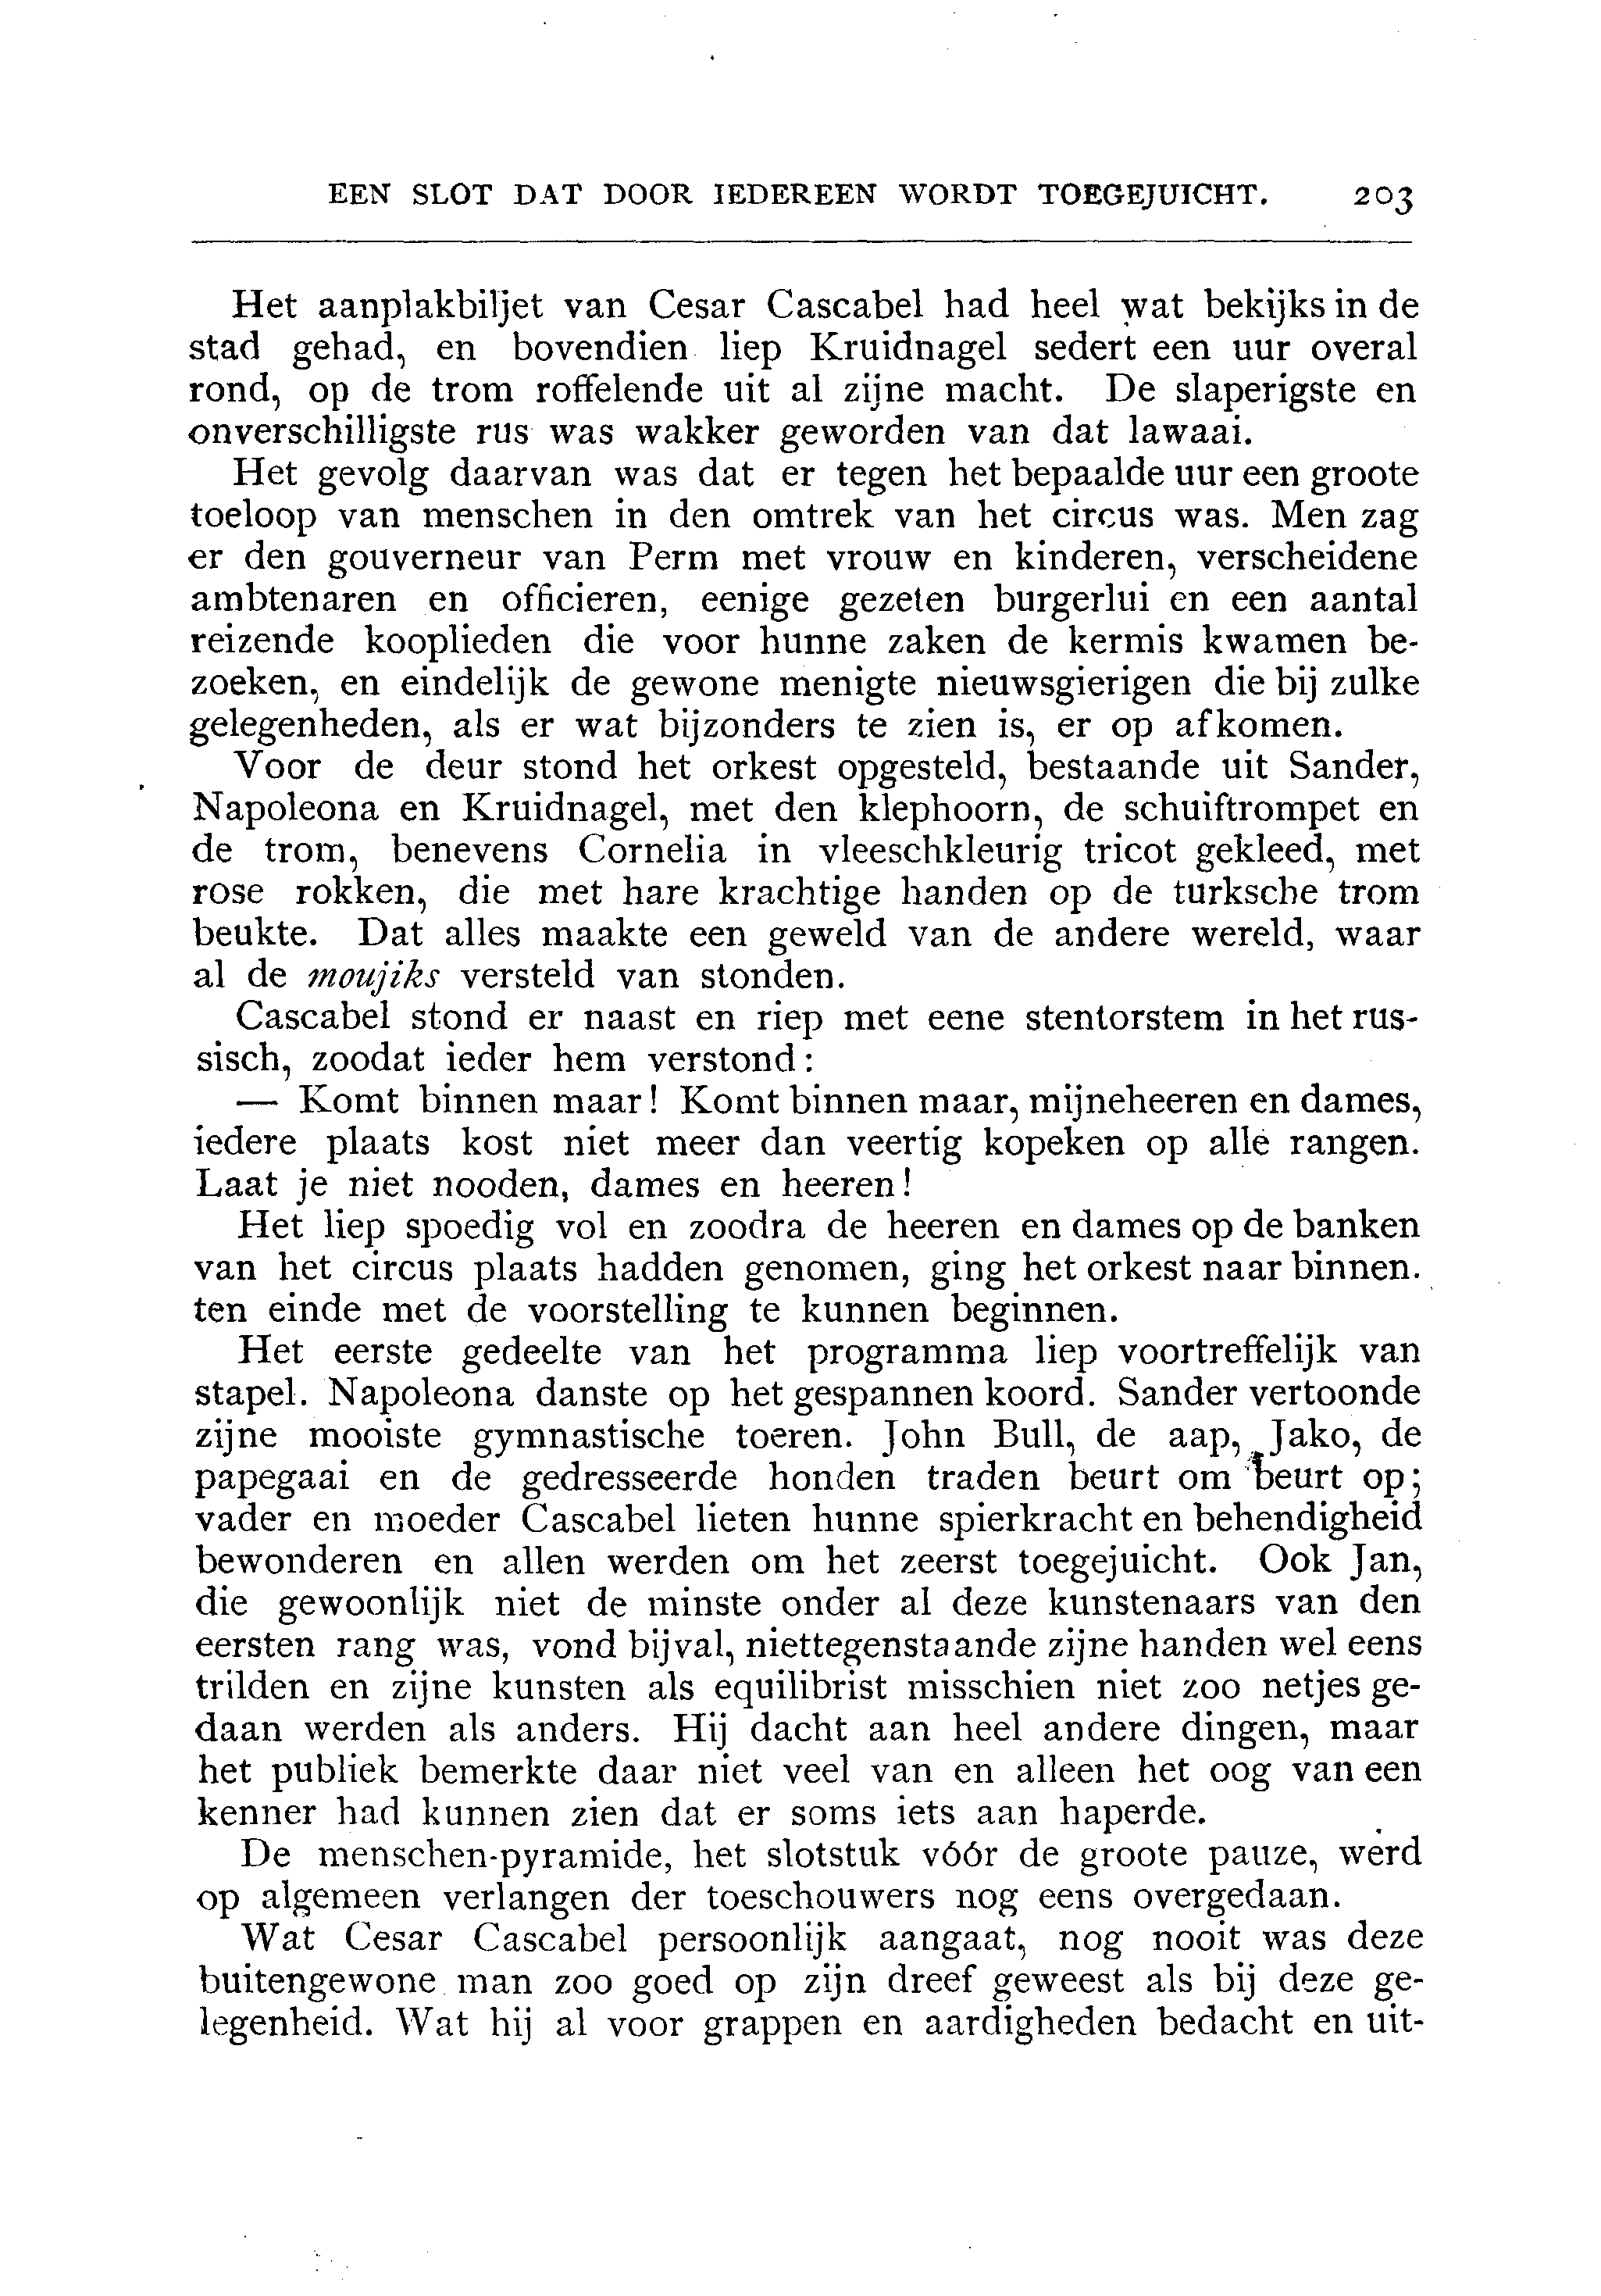 EEN SLOT DAT DOOR IEDEREEN WORDT TOEGEJUICHT. 203
Het aanplakbiljet van Cesar Cascabel had heel wat bekijks in de
stad gehad, en bovendien liep Kruidnagel sedert een uur overal
rond, op de trom roffelende uit al zijne macht. De slaperigste en
onverschilligste rus was wakker geworden van dat lawaai.
Het gevolg daarvan was dat er tegen het bepaalde uur een groote
toeloop van menschen in den omtrek van het circus was. Men zag
er den gouverneur van Perm met vrouw en kinderen, verscheidene
ambtenaren en officieren, eenige gezeten burgerlui en een aantal
reizende kooplieden die voor hunne zaken de kermis kwamen be-
zoeken, en eindelijk de gewone menigte nieuwsgierigen die bij zulke
gelegenheden, als er wat bijzonders te zien is, er op afkomen.
Voor de deur stond het orkest opgesteld, bestaande uit Sander,
Napoleona en Kruidnagel, met den klephoorn, de schuiftrompet en
de trom, benevens Cornelia in vleeschkleurig tricot gekleed, met
rose rokken, die met hare krachtige handen op de turksche trom
beukte. Dat alles maakte een geweld van de andere wereld, waar
al de moujiks versteld van stonden.
Cascabel stond er naast en riep met eene stentorstem in het rus-
sisch, zoodat ieder hem verstond:
— Komt binnen maar! Komt binnen maar, mijneheeren en dames,
iedere plaats kost niet meer dan veertig kopeken op alle rangen.
Laat je niet nooden, dames en heeren!
Het liep spoedig vol en zoodra de heeren en dames op de banken
van het circus plaats hadden genomen, ging het orkest naar binnen.
ten einde met de voorstelling te kunnen beginnen.
Het eerste gedeelte van het programma liep voortreffelijk van
stapel. Napoleona danste op het gespannen koord. Sander vertoonde
zijne mooiste gymnastische toeren. John Bull, de aap, Jako, de
papegaai en de gedresseerde honden traden beurt om beurt op;
vader en moeder Cascabel lieten hunne spierkracht en behendigheid
bewonderen en allen werden om het zeerst toegejuicht. Ook Jan,
die gewoonlijk niet de minste onder al deze kunstenaars van den
eersten rang was, vond bijval, niettegenstaande zijne handen wel eens
trilden en zijne kunsten als equilibrist misschien niet zoo netjes ge-
daan werden als anders. Hij dacht aan heel andere dingen, maar
het publiek bemerkte daar niet veel van en alleen het oog van een
kenner had kunnen zien dat er soms iets aan haperde.
De menschen-pyramide, het slotstuk vóór de groote pauze, werd
op algemeen verlangen der toeschouwers nog eens overgedaan.
Wat Cesar Cascabel persoonlijk aangaat, nog nooit was deze
buitengewone man zoo goed op zijn dreef geweest als bij deze ge-
legenheid. Wat hij al voor grappen en aardigheden bedacht en uit-